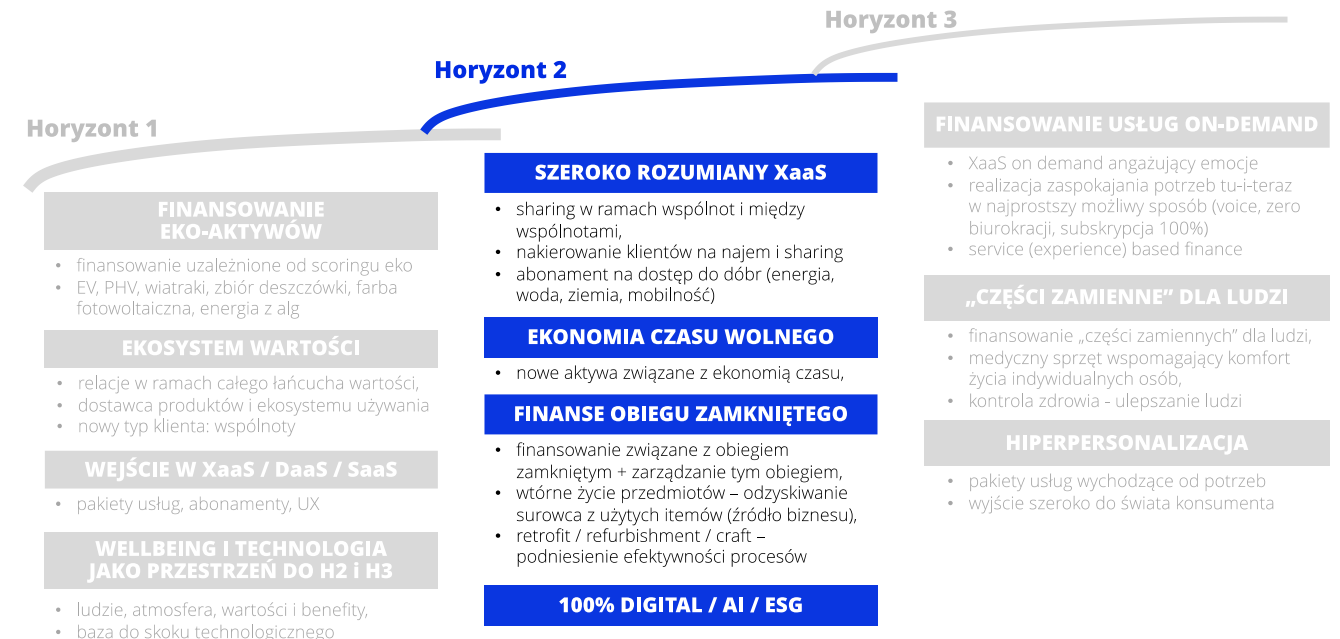 Horyzont 1
FINANSOWANIE
EKO-AKTYWÓW
• finansowanie uzależnione od scoringu eko
• EV, PHV, wiatraki, zbiór deszczówki, farba
fotowoltaiczna, energia z alg
EKOSYSTEM WARTOŚCI
• relacje w ramach całego łańcucha wartości,
• dostawca produktów i ekosystemu używania
• nowy typ klienta: wspólnoty
WEJŚCIE W XaaS / DaaS / SaaS
• pakiety usług, abonamenty, UX
WELLBEING I TECHNOLOGIA
JAKO PRZESTRZEŃ DO H2 i H3
• ludzie, atmosfera, wartości i benefity,
• baza do skoku technologicznego
Horyzont 2
SZEROKO ROZUMIANY XaaS
• sharing w ramach wspólnot i między
wspólnotami,
• nakierowanie klientów na najem i sharing
• abonament na dostęp do dóbr (energia,
woda, ziemia, mobilność)
EKONOMIA CZASU WOLNEGO
• nowe aktywa związane z ekonomią czasu,
FINANSE OBIEGU ZAMKNIĘTEGO
• finansowanie związane z obiegiem
zamkniętym + zarządzanie tym obiegiem,
• wtórne życie przedmiotów – odzyskiwanie
surowca z użytych itemów (źródło biznesu),
• retrofit / refurbishment / craft –
podniesienie efektywności procesów
100% DIGITAL / AI / ESG
Horyzont 3
FINANSOWANIE USŁUG ON-DEMAND
• XaaS on demand angażujący emocje
• realizacja zaspokajania potrzeb tu-i-teraz
w najprostszy możliwy sposób (voice, zero
biurokracji, subskrypcja 100%)
• service (experience) based finance
„CZĘŚCI ZAMIENNE” DLA LUDZI
• finansowanie „części zamiennych” dla ludzi,
• medyczny sprzęt wspomagający komfort
życia indywidualnych osób,
• kontrola zdrowia - ulepszanie ludzi
HIPERPERSONALIZACJA
• pakiety usług wychodzące od potrzeb
• wyjście szeroko do świata konsumenta